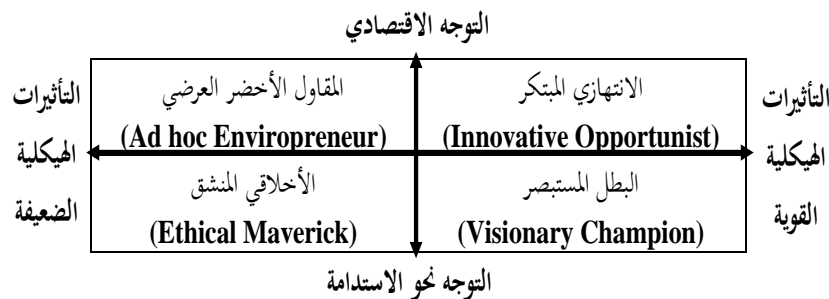 التوجه الاقتصادي
التأثيرات
الهيكلية
القوية
الانتهازي المبتكر
(Innovative Opportunist)
المقاول الأخضر العرضي
(Ad hoc Enviropreneur)
البطل المستبصر
(Visionary Champion)
الأخلاقي المنشق
(Ethical Maverick)
التأثيرات
الهيكلية
الضعيفة
التوجه نحو الاستدامة